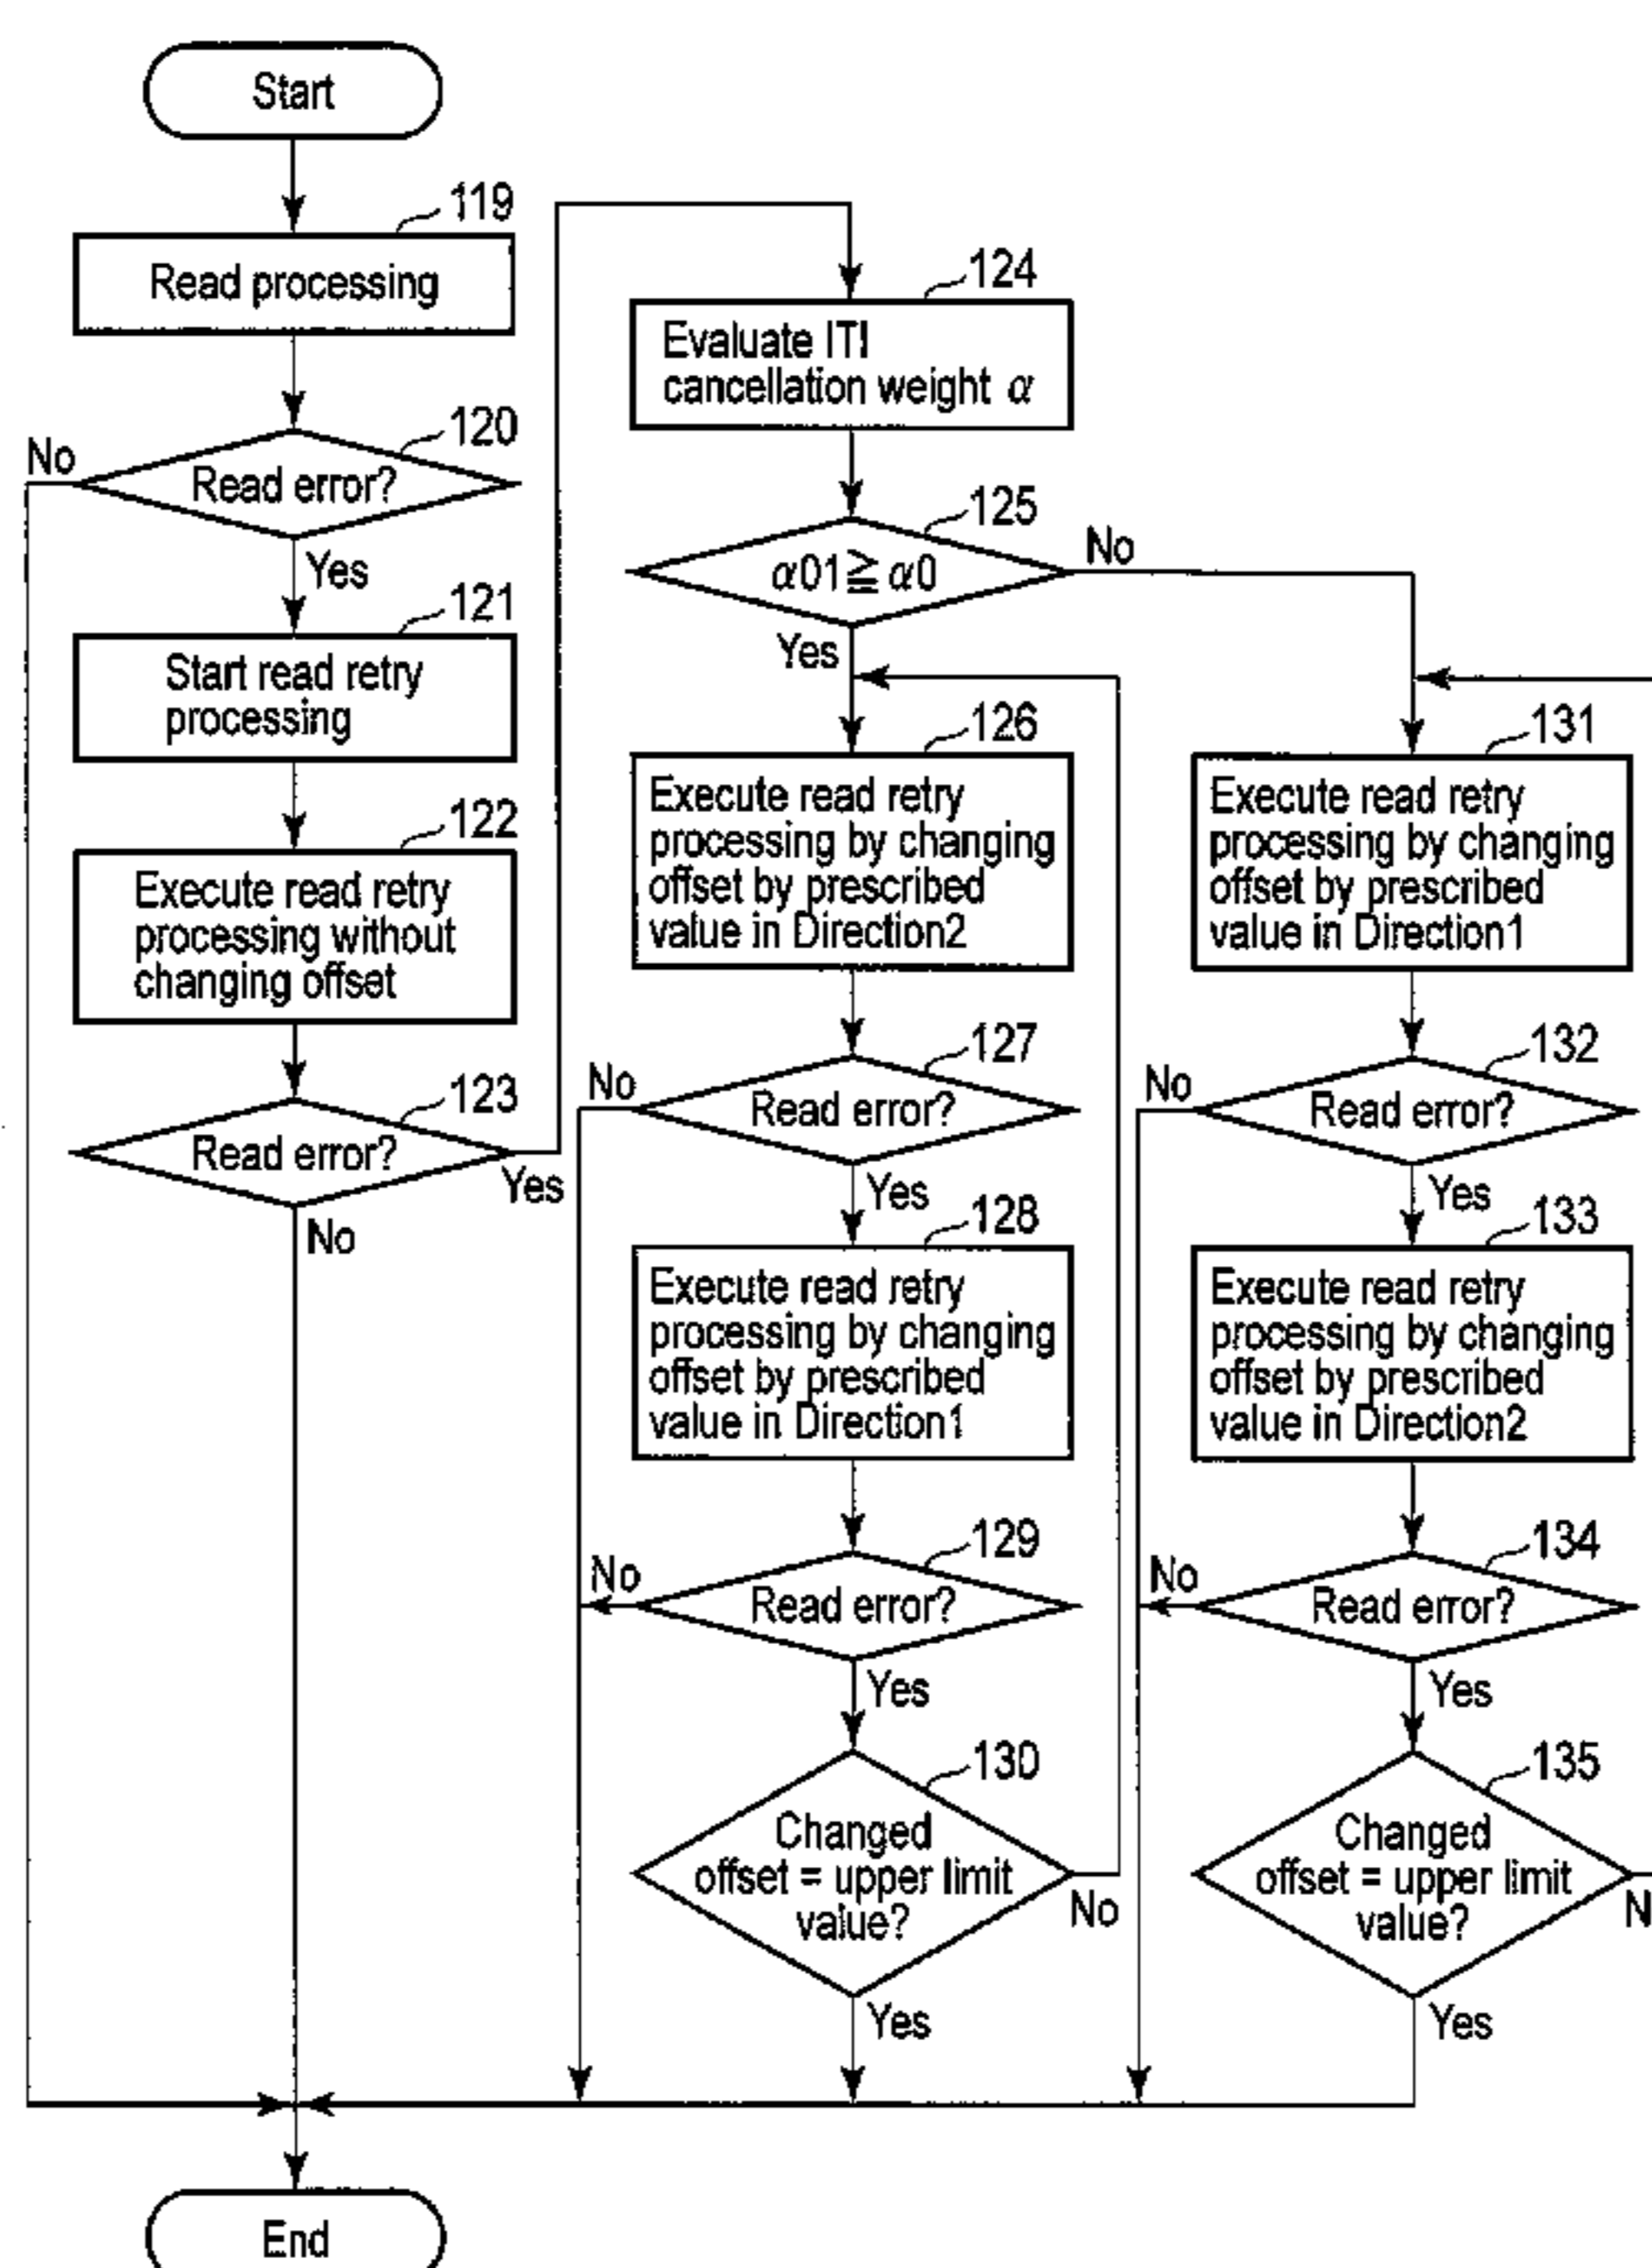 Start
119
Read processing
120
No
Read error?
Yes
121
Start read retry
processing
122
Execute read retry
processing without
changing offset
123
Read error?
Yes
No
124
Evaluate ITI
cancellation weight α
125
α01≧α0
No
Yes
126
Execute read retry
processing by changing
offset by prescribed
value in Direction2
127
No
Read error?
Yes
128
Execute read retry
processing by changing
offset by prescribed
value in Direction1
129
No
Read error?
Yes
130
Changed
offset = upper limit
value?
No
Yes
131
Execute read retry
processing by changing
offset by prescribed
value in Direction1
132
No
Read error?
Yes
133
Execute read retry
processing by changing
offset by prescribed
value in Direction2
134
No
Read error?
Yes
135
Changed
offset = upper limit
value?
N
Yes
End